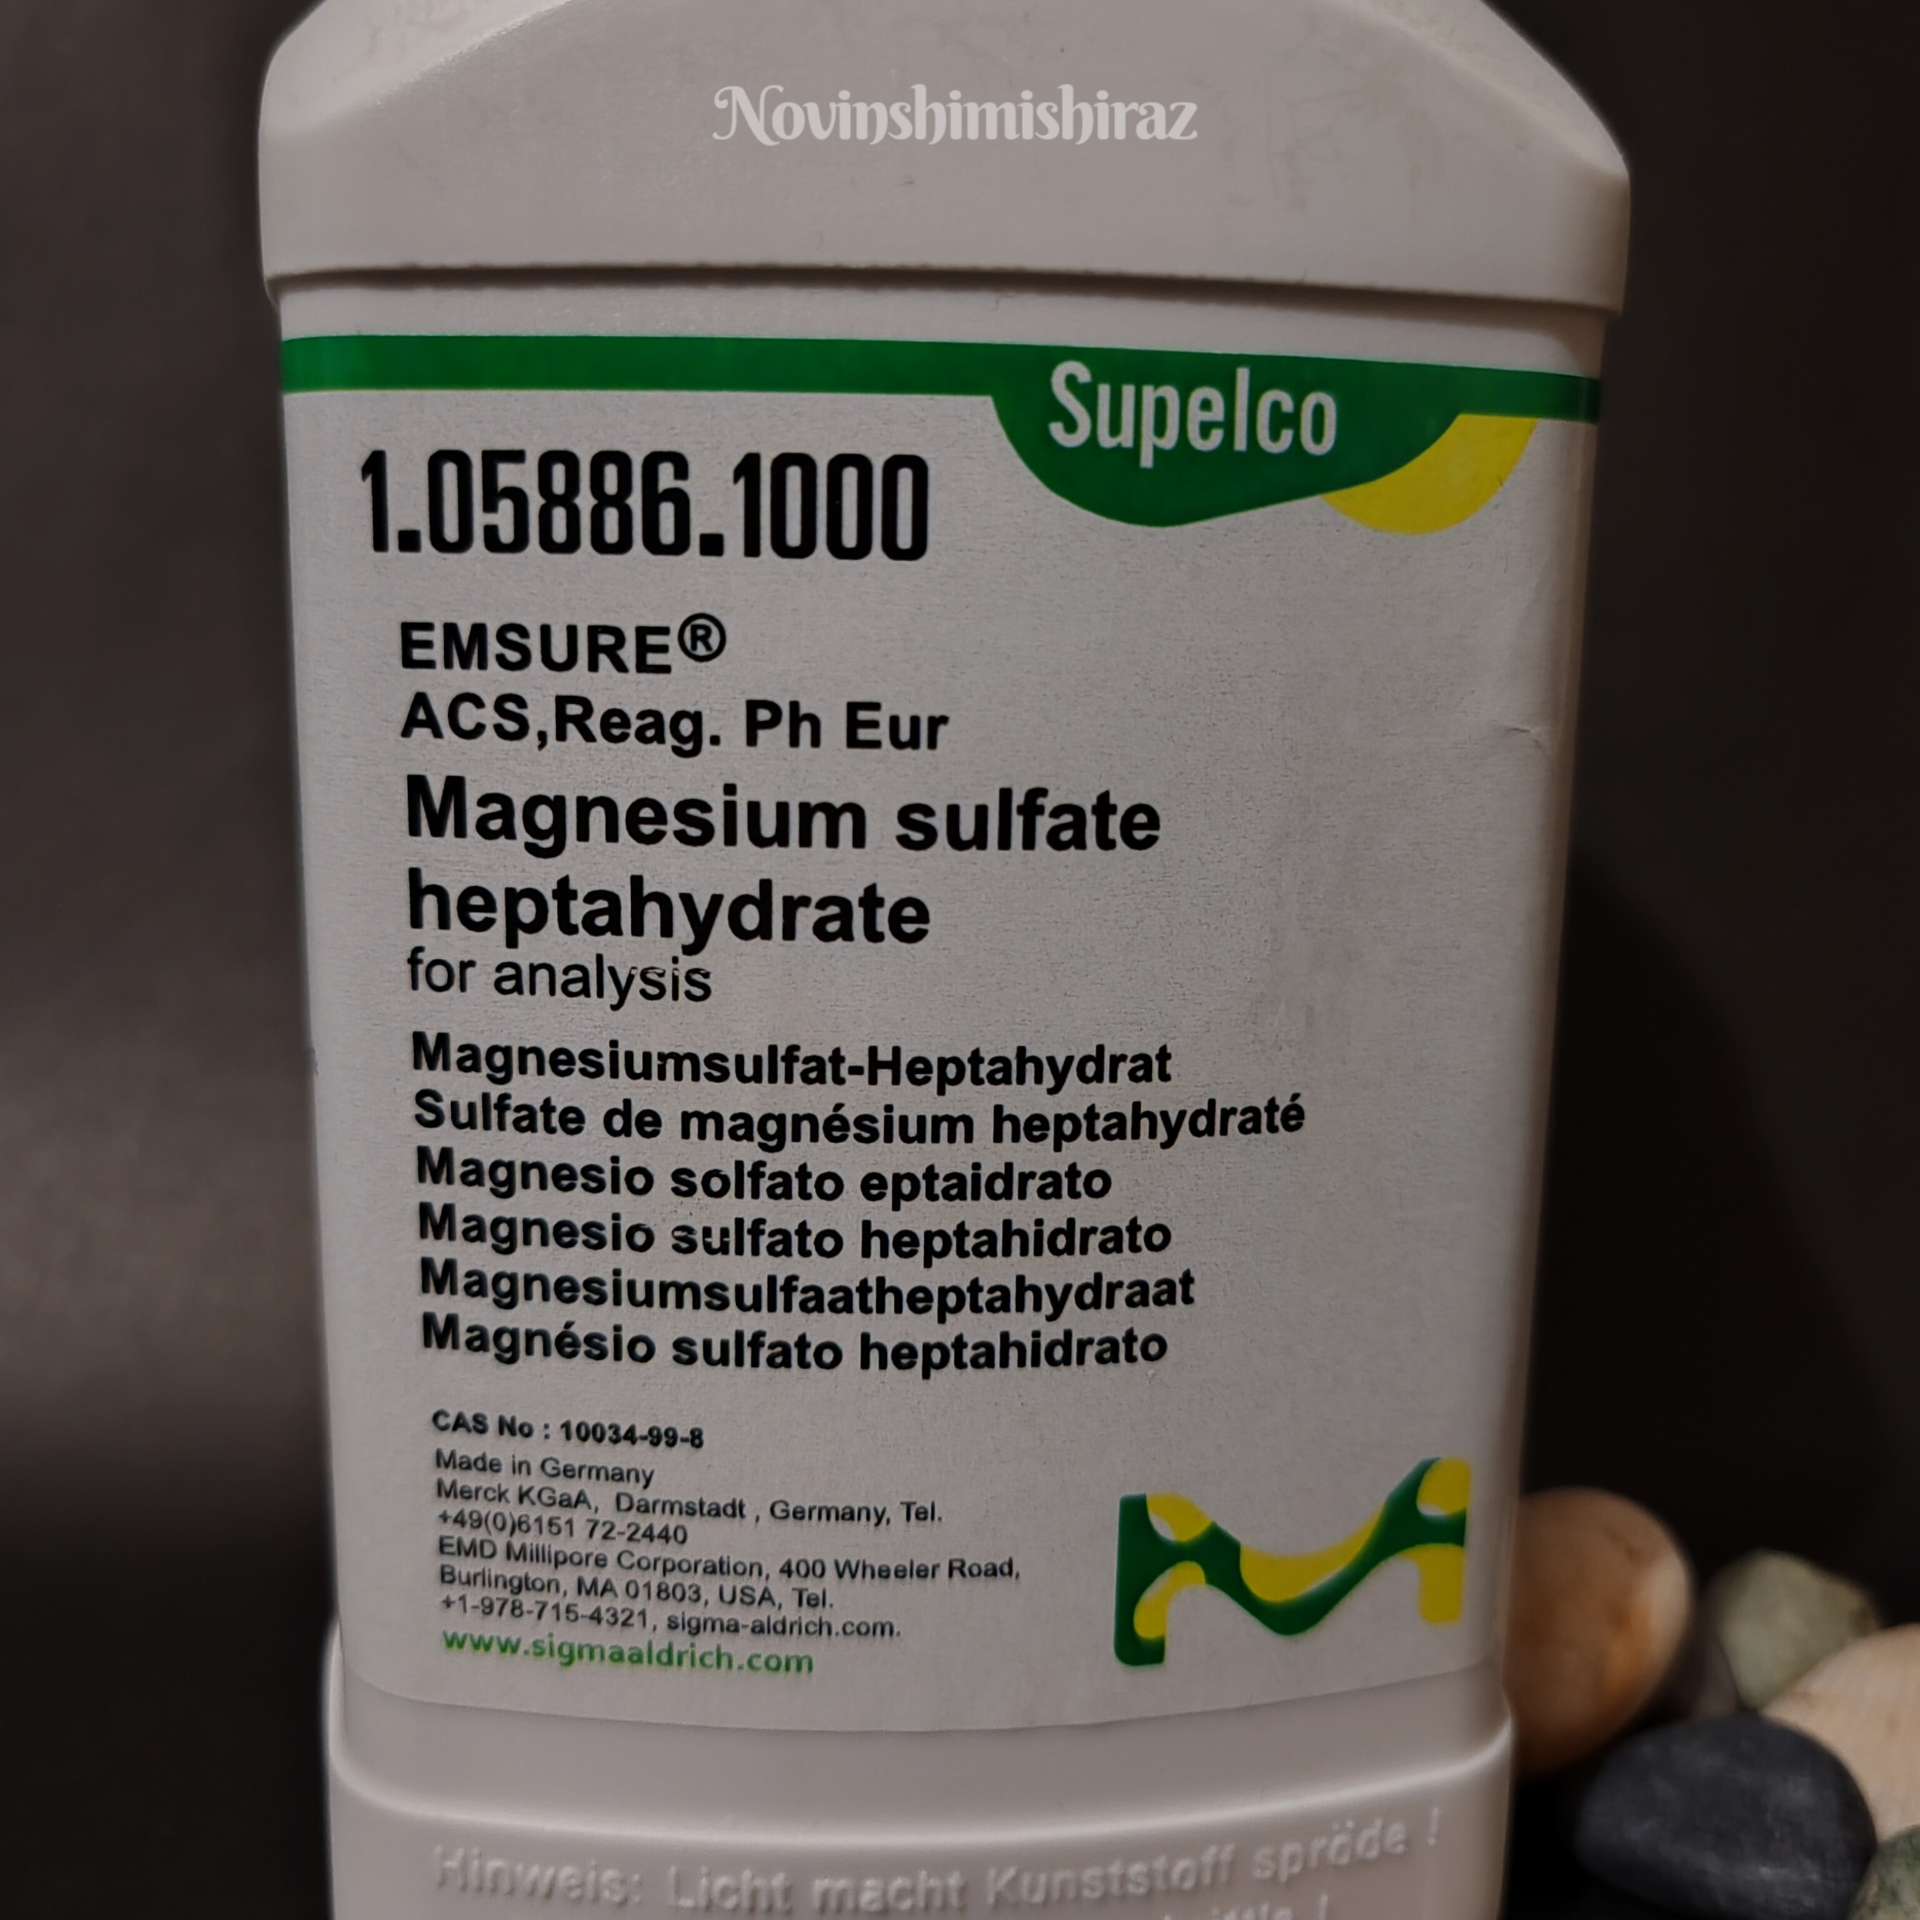 Novinshimishiraz
Supelco
1.05886.1000
EMSURE®
ACS,Reag. Ph Eur
Magnesium sulfate
heptahydrate
for analysis
Magnesiumsulfat-Heptahydrat
Sulfate de magnésium heptahydraté
Magnesio solfato eptaidrato
Magnesio sulfato heptahidrato
Magnesiumsulfaatheptahydraat
Magnésio sulfato heptahidrato
CAS No : 10034-99-8
Made in Germany
Merck KGaA, Darmstadt , Germany, Tel.
+49(0)6151 72-2440
EMD Millipore Corporation, 400 Wheeler Road,
Burlington, MA 01803, USA, Tel.
+1-978-715-4321, sigma-aldrich.com.
www.sigmaaldrich.com
Hinweis: Licht macht Kunststoff spröde !